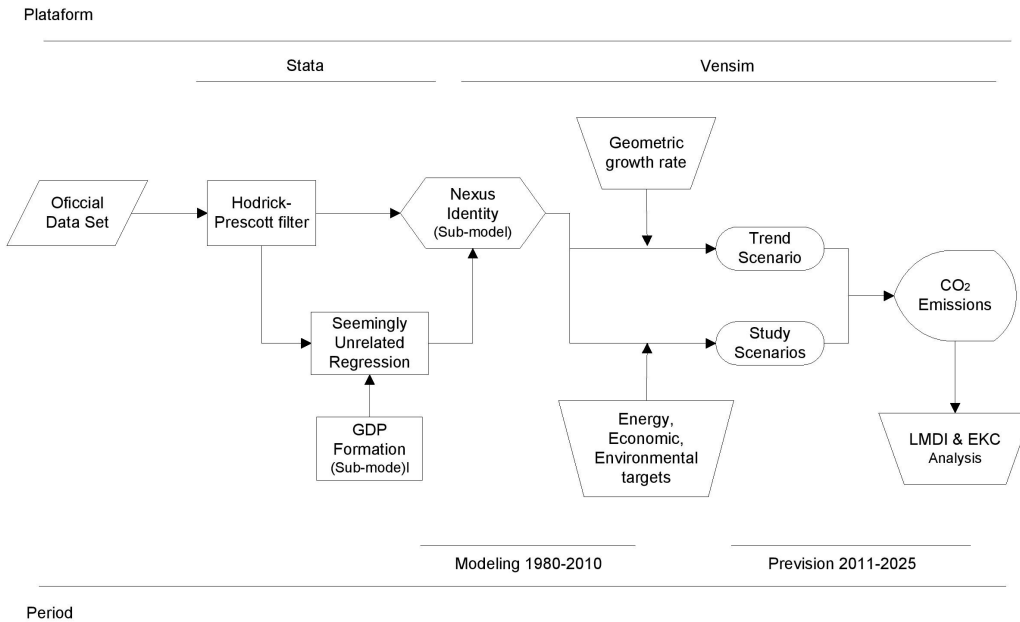 Plataform
Stata
Vensim
Geometric
growth rate
Oficcial
Data Set
Hodrick-
Prescott filter
Nexus
Identity
(Sub-model)
Trend
Scenario
CO₂
Emissions
Seemingly
Unrelated
Regression
Study
Scenarios
GDP
Formation
(Sub-mode)l
Energy,
Economic,
Environmental
targets
LMDI & EKC
Analysis
Modeling 1980-2010
Prevision 2011-2025
Period